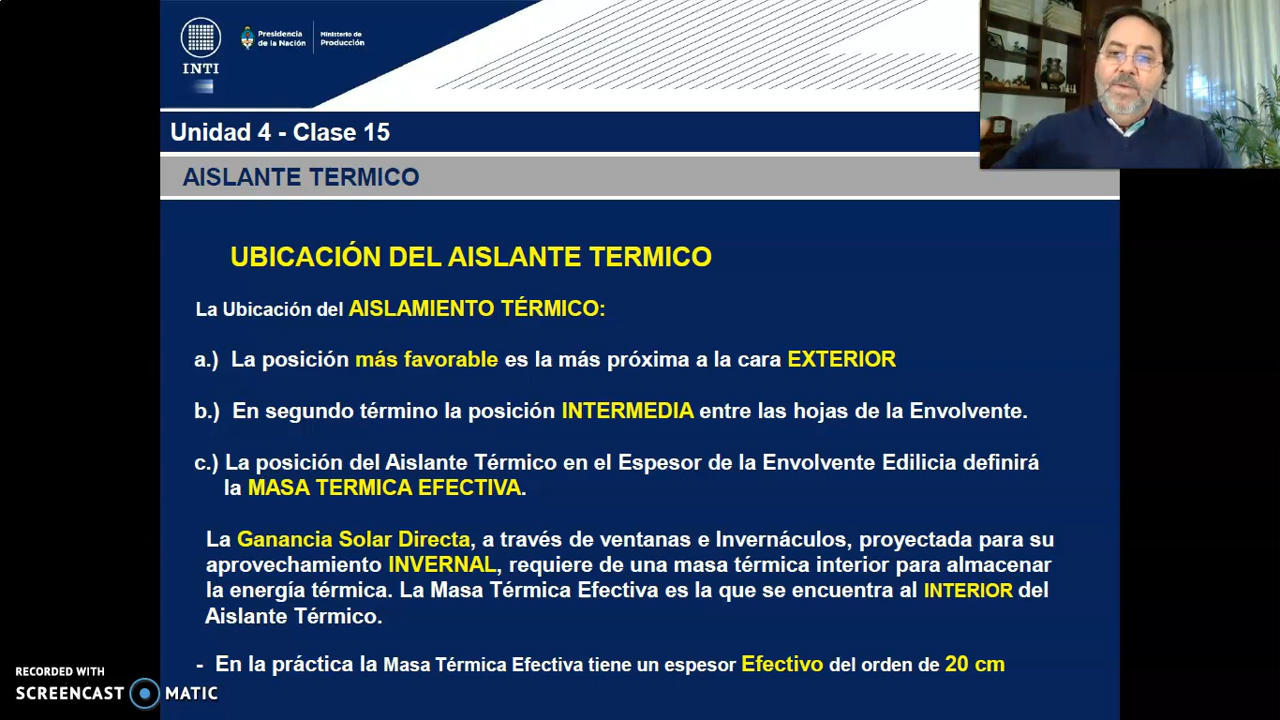 INTI
Presidencia
de la Nación
Ministerio de
Producción
Unidad 4 - Clase 15
AISLANTE TERMICO
UBICACIÓN DEL AISLANTE TERMICO
La Ubicación del AISLAMIENTO TÉRMICO:
a.) La posición más favorable es la más próxima a la cara EXTERIOR
b.) En segundo término la posición INTERMEDIA entre las hojas de la Envolvente.
c.) La posición del Aislante Térmico en el Espesor de la Envolvente Edilicia definirá
la MASA TERMICA EFECTIVA.
La Ganancia Solar Directa, a través de ventanas e Invernáculos, proyectada para su
aprovechamiento INVERNAL, requiere de una masa térmica interior para almacenar
la energía térmica. La Masa Térmica Efectiva es la que se encuentra al INTERIOR del
Aislante Térmico.
- En la práctica la Masa Térmica Efectiva tiene un espesor Efectivo del orden de 20 cm
RECORDED WITH
SCREENCAST MATIC